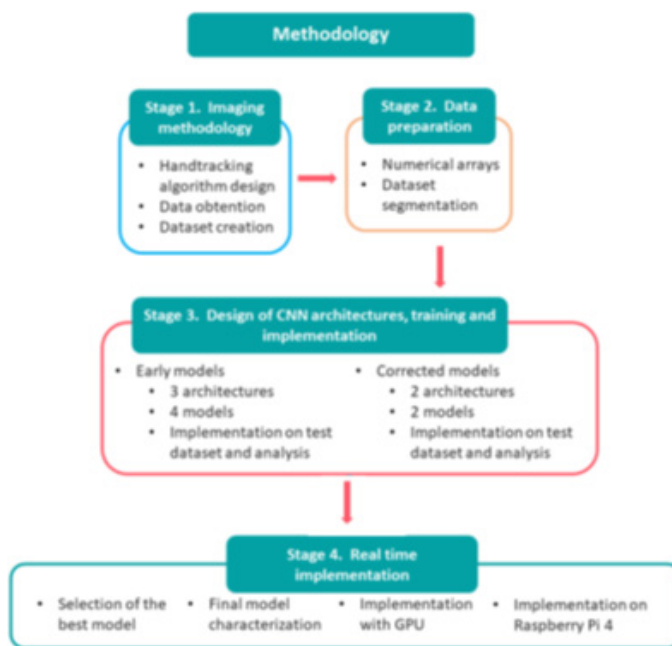 Methodology
Stage 1. Imaging
methodology
• Handtracking
algorithm design
• Data obtention
• Dataset creation
Stage 2. Data
preparation
• Numerical arrays
• Dataset
segmentation
Stage 3. Design of CNN architectures, training and
implementation
• Early models
• 3 architectures
• 4 models
• Implementation on test
dataset and analysis
• Corrected models
• 2 architectures
• 2 models
• Implementation on test
dataset and analysis
Stage 4. Real time
implementation
• Selection of the
best model
• Final model
characterization
• Implementation
with GPU
• Implementation on
Raspberry Pi 4